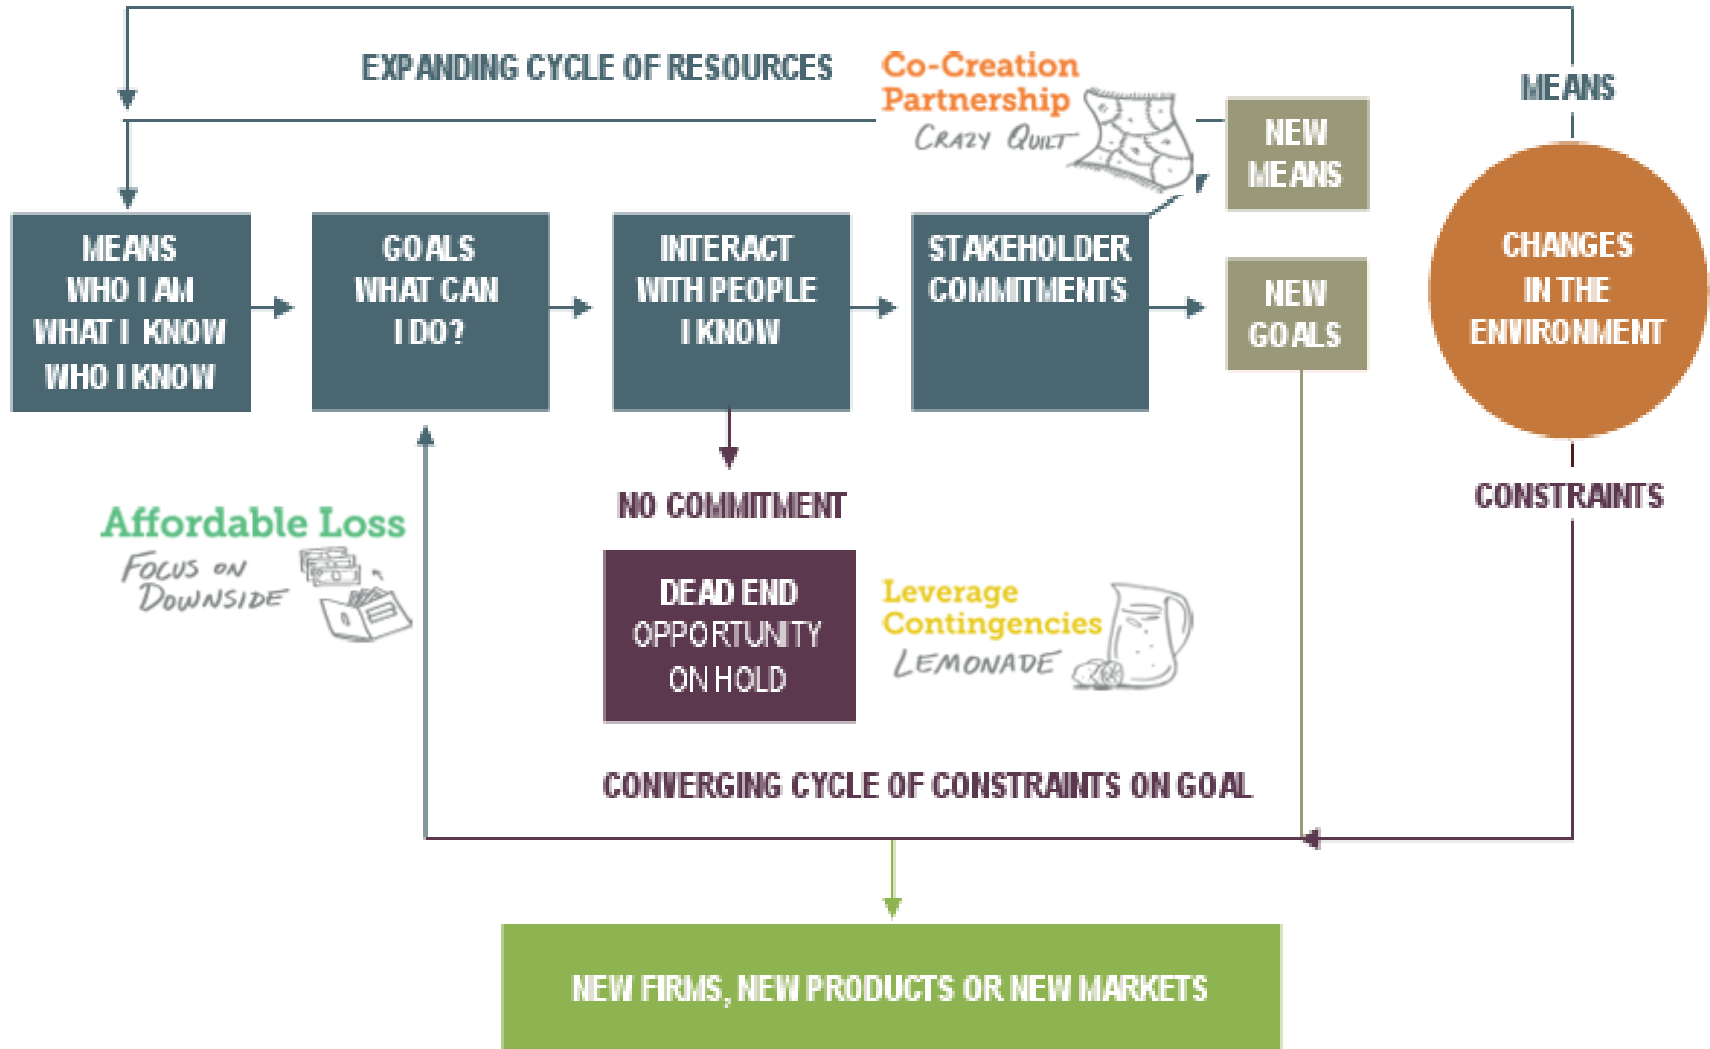 EXPANDING CYCLE OF RESOURCES
Co-Creation
Partnership
CRAZY QUILT
MEANS
NEW
MEANS
MEANS
WHO I AM
WHAT I KNOW
WHO I KNOW
GOALS
WHAT CAN
I DO?
INTERACT
WITH PEOPLE
I KNOW
STAKEHOLDER
COMMITMENTS
NEW
GOALS
CHANGES
IN THE
ENVIRONMENT
NO COMMITMENT
CONSTRAINTS
Affordable Loss
FOCUS ON
DOWNSIDE
DEAD END
OPPORTUNITY
ON HOLD
Leverage
Contingencies
LEMONADE
CONVERGING CYCLE OF CONSTRAINTS ON GOAL
NEW FIRMS, NEW PRODUCTS OR NEW MARKETS